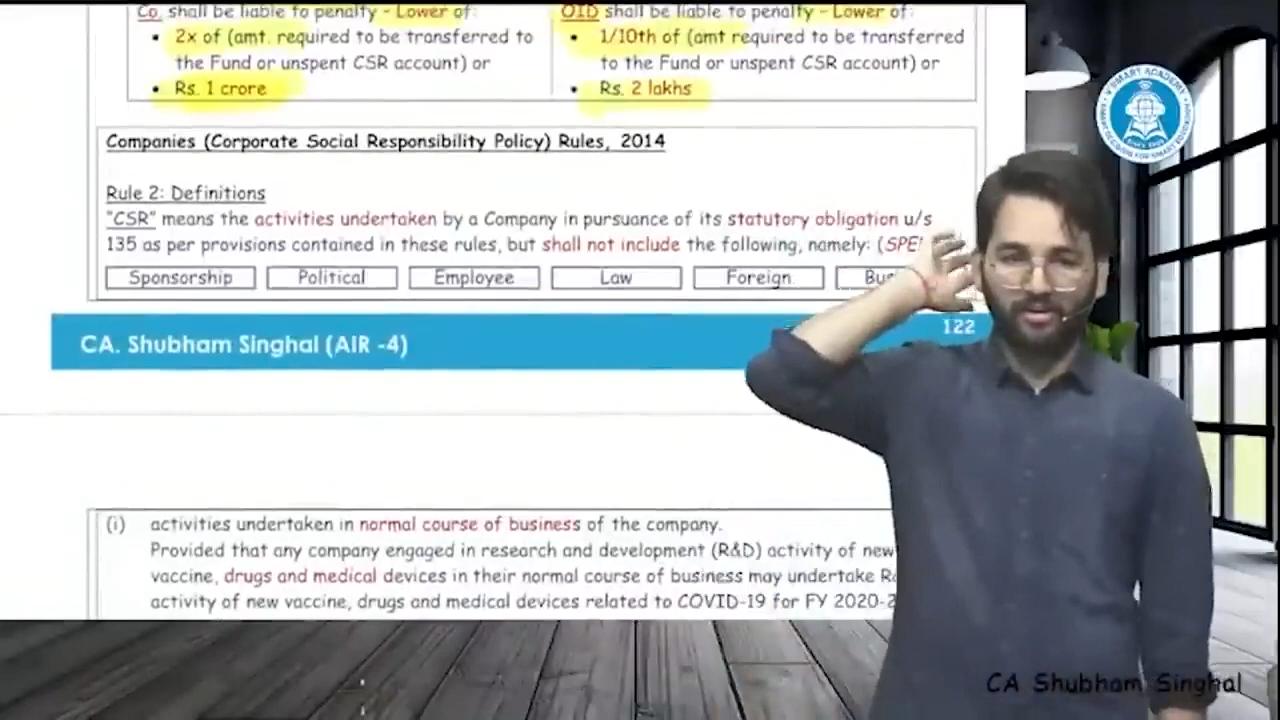 Co. shall be liable to penalty - Lower of:
• 2x of (amt. required to be transferred to
the Fund or unspent CSR account) or
• Rs. 1 crore
OID shall be liable to penalty - Lower of:
• 1/10th of (amt required to be transferred
to the Fund or unspent CSR account) or
• Rs. 2 lakhs
Companies (Corporate Social Responsibility Policy) Rules, 2014
Rule 2: Definitions
"CSR" means the activities undertaken by a Company in pursuance of its statutory obligation u/s
135 as per provisions contained in these rules, but shall not include the following, namely:
Sponsorship Political Employee Law Foreign
CA. Shubham Singhal (AIR -4)
122
(i) activities undertaken in normal course of business of the company.
Provided that any company engaged in research and development (R&D) activity of new
vaccine, drugs and medical devices in their normal course of business may undertake
activity of new vaccine, drugs and medical devices related to COVID-19 for FY
V SMART ACADEMY
CA Shubham Singhal